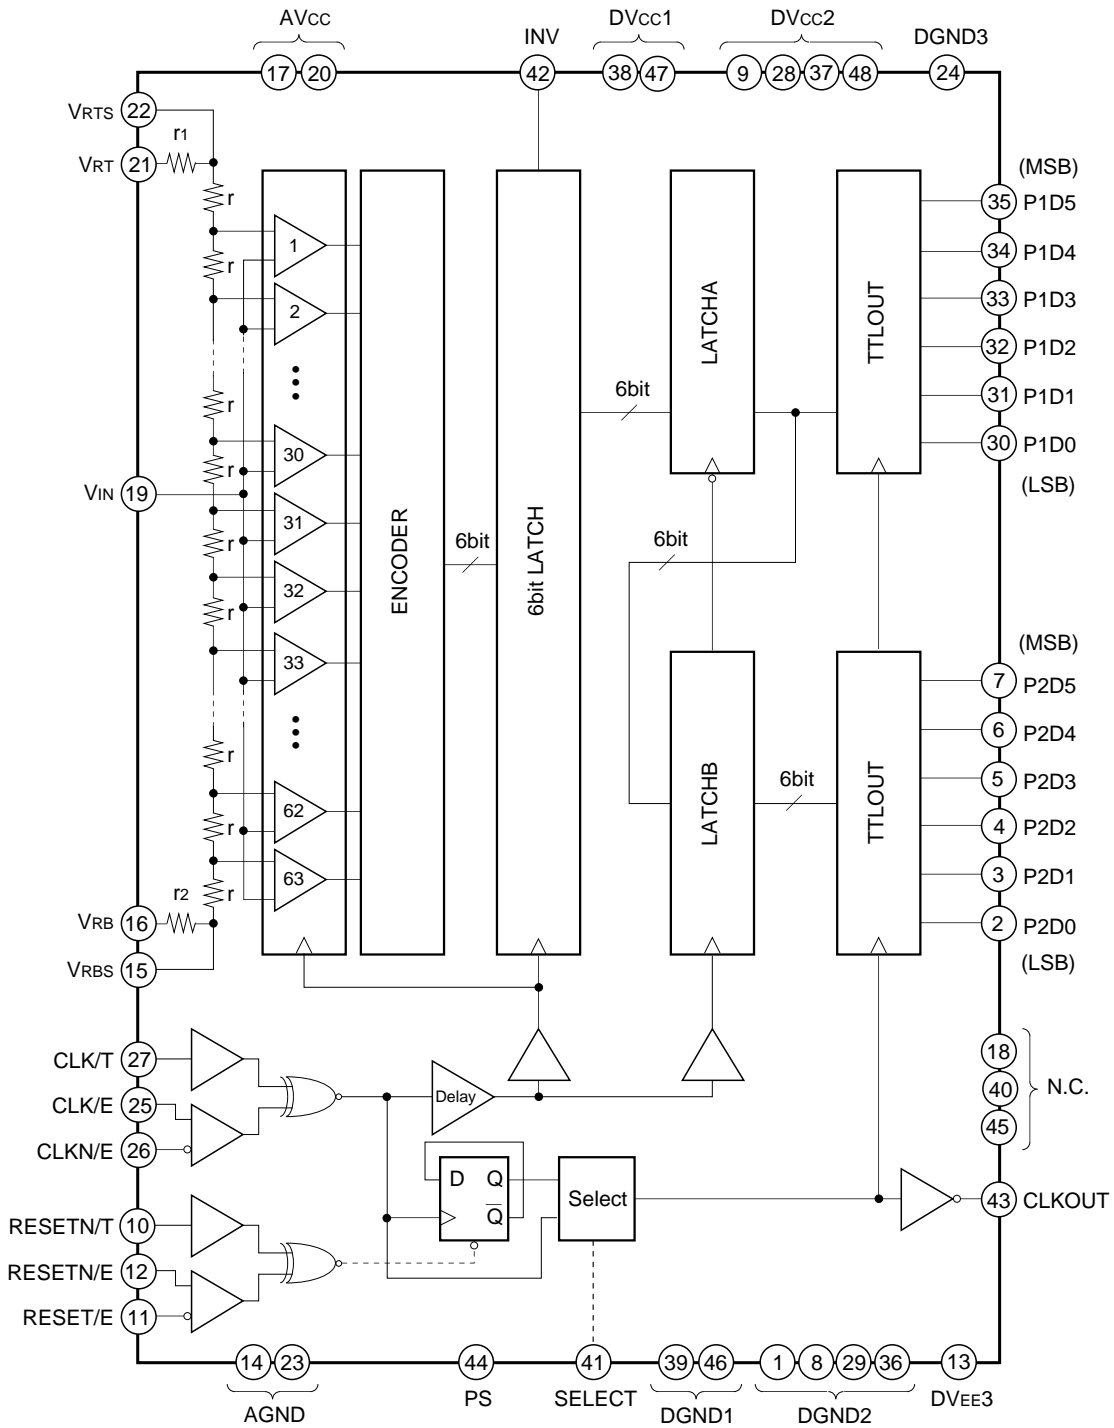 AVCC
INV
DVCC1
DVCC2
DGND3
17 20
42
38 47
9 28 37 48
24
VRTS 22
r1
VRT 21
r
r
r
r
r
r
r
r
r
VIN 19
r2
VRB 16
VRBS 15
1
2
30
31
32
33
62
63
ENCODER
6bit
6bit LATCH
6bit
LATCHA
6bit
LATCHB
6bit
TTLOUT
TTLOUT
(MSB)
35 P1D5
34 P1D4
33 P1D3
32 P1D2
31 P1D1
30 P1D0
(LSB)
(MSB)
7 P2D5
6 P2D4
5 P2D3
4 P2D2
3 P2D1
2 P2D0
(LSB)
18
40 N.C.
45
CLK/T 27
CLK/E 25
CLKN/E 26
Delay
D Q
Q̅
Select
43 CLKOUT
RESETN/T 10
RESETN/E 12
RESET/E 11
14 23
44
41
39 46
1 8 29 36
13
AGND
PS
SELECT
DGND1
DGND2
DVEE3